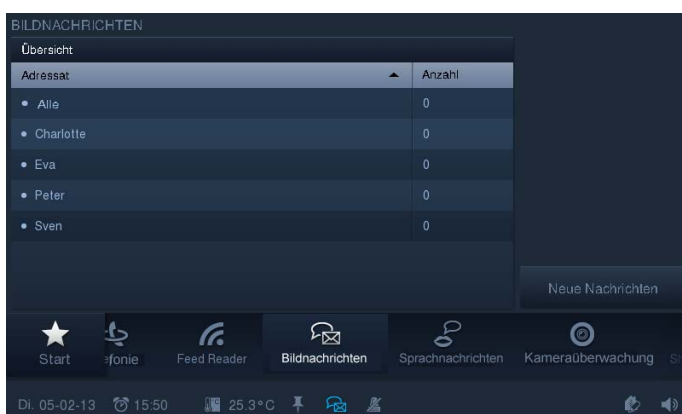 BILDNACHRICHTEN
Übersicht
Adressat Anzahl
• Alle 0
• Charlotte 0
• Eva 0
• Peter 0
• Sven 0
Neue Nachrichten
Start efonie Feed Reader Bildnachrichten Sprachnachrichten Kameraüberwachung
Di. 05-02-13 15:50 25.3°C